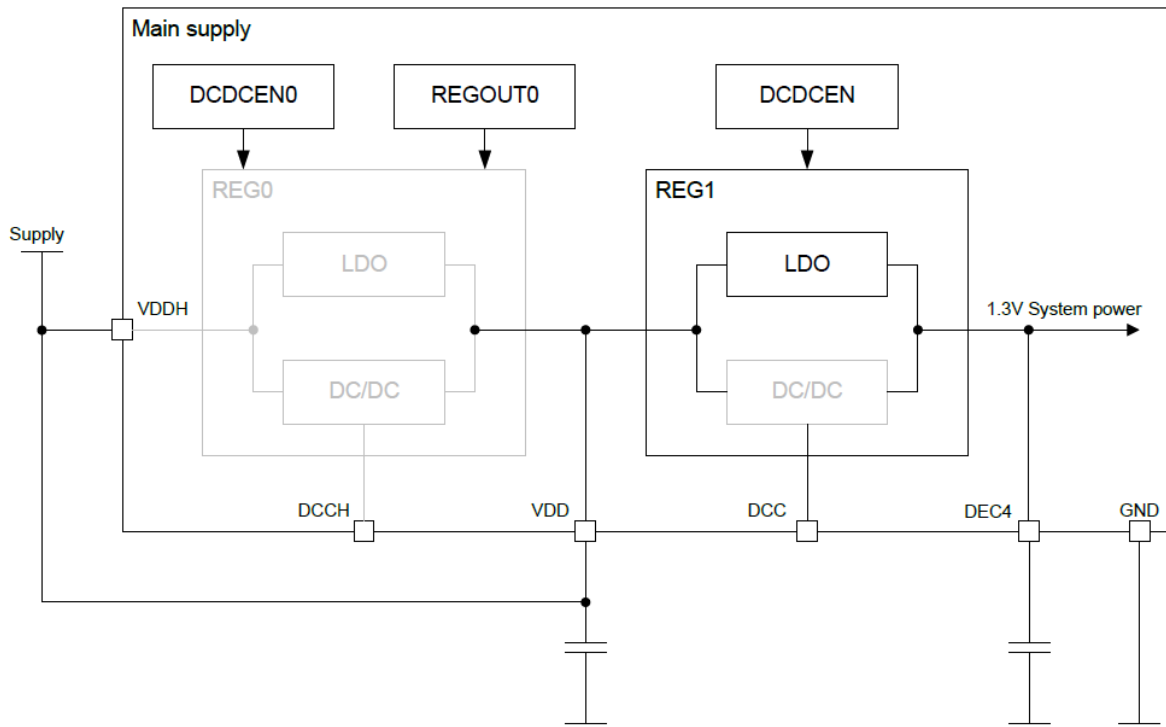 Main supply
DCDCEN0
REGOUT0
DCDCEN
REG0
REG1
Supply
LDO
LDO
VDDH
1.3V System power
DC/DC
DC/DC
DCCH
VDD
DCC
DEC4
GND